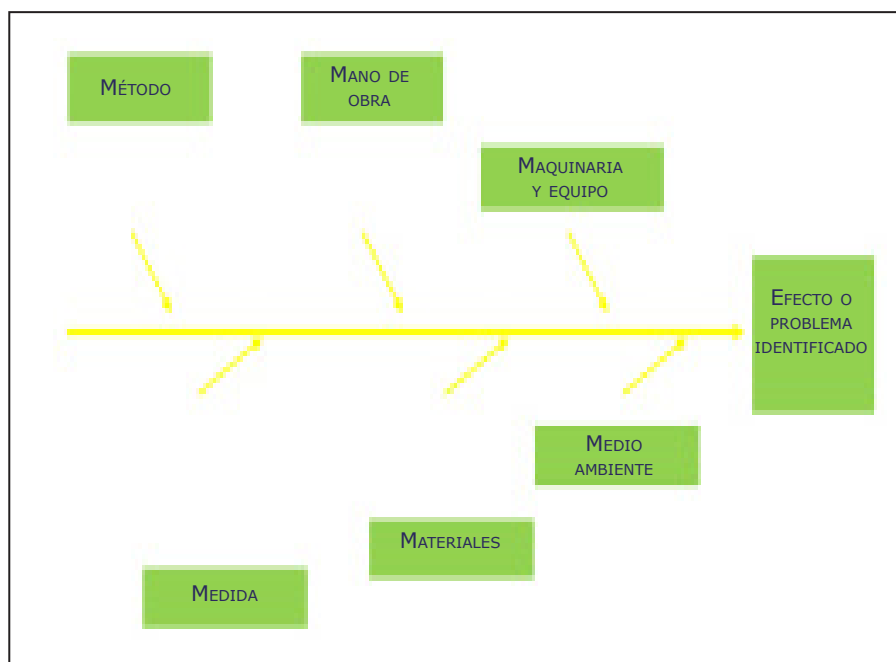 MÉTODO
MANO DE
OBRA
MAQUINARIA
Y EQUIPO
EFECTO O
PROBLEMA
IDENTIFICADO
MEDIO
AMBIENTE
MATERIALES
MEDIDA